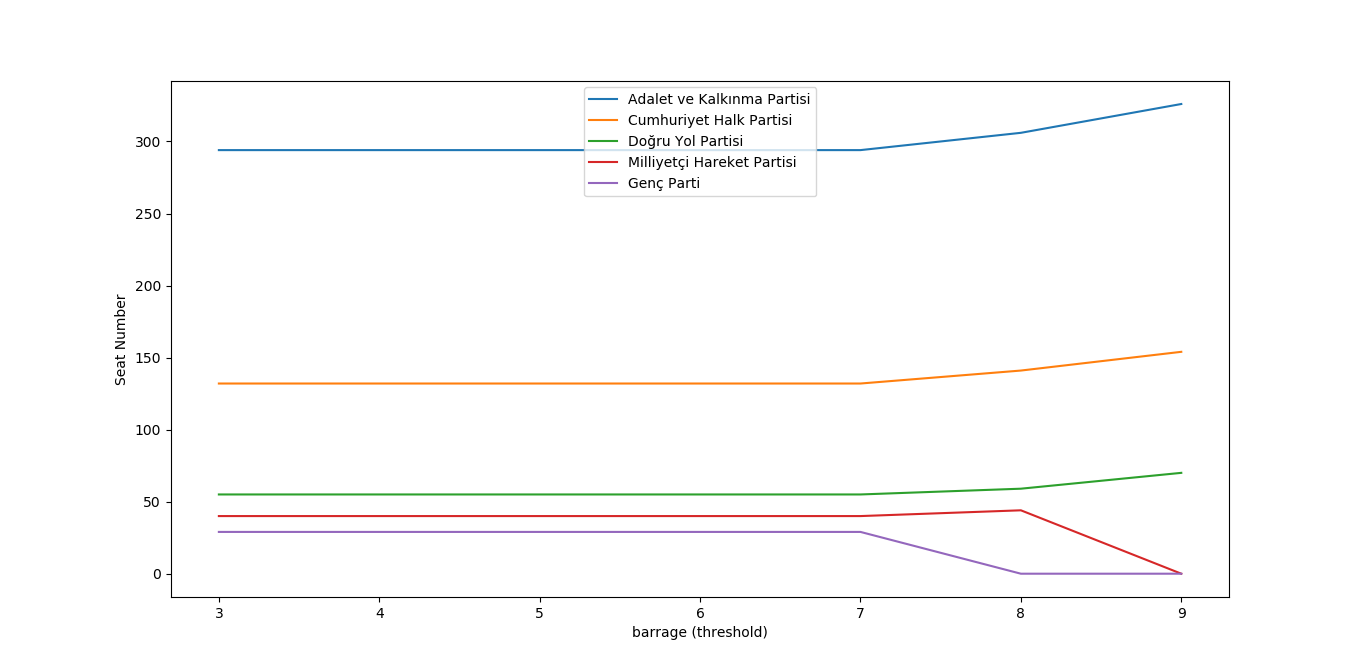 Adalet ve Kalkınma Partisi
Cumhuriyet Halk Partisi
Doğru Yol Partisi
Milliyetçi Hareket Partisi
Genç Parti
300
250
200
150
100
50
0
Seat Number
3 4 5 6 7 8 9
barrage (threshold)